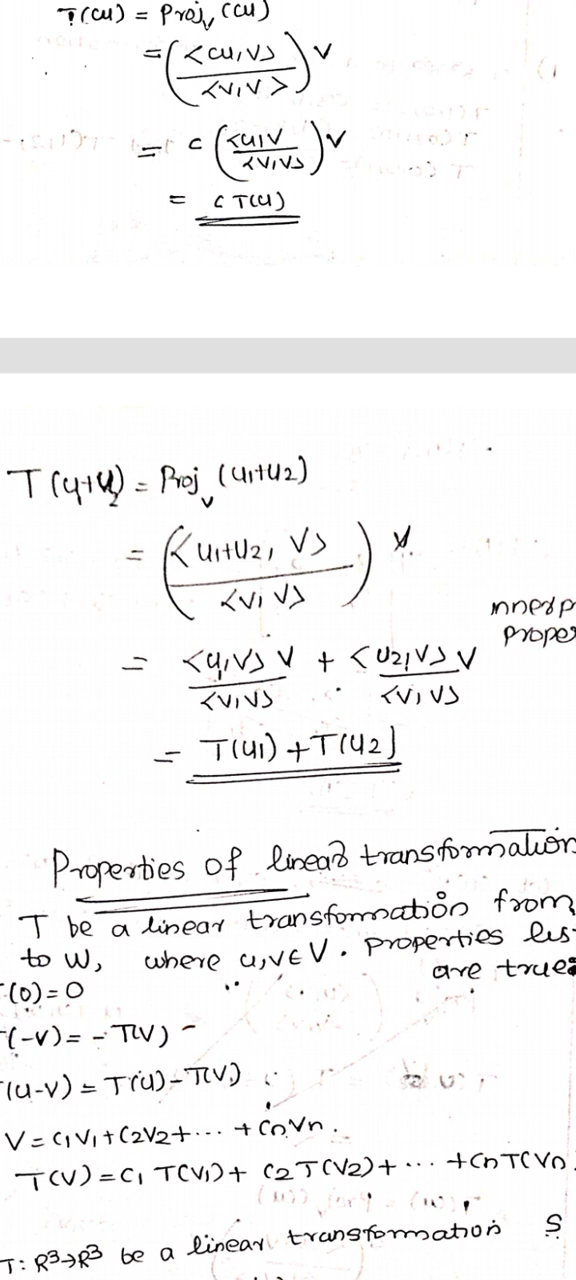 T(cu) = Proj_v (cu)
= (<cu, v> / <v, v>) v
= c (<u, v / <v, v>) v
= c T(u)
T(u1+u2) = Proj_v (u1+u2)
= (<u1+u2, v> / <v, v>) v.
innerp
proper
= <u1, v> v / <v, v> + <u2, v> v / <v, v>
= T(u1) + T(u2)
Properties of linear transformation
T be a linear transformation from
to W, where u, v ∈ V. properties lis
are true:
T(0) = 0
T(-v) = - T(v)
T(u-v) = T(u) - T(v)
V = c1v1 + c2v2 + ... + cnvn.
T(v) = c1 T(v1) + c2 T(v2) + ... + cn T(vn
T: R³→R³ be a linear transformation S